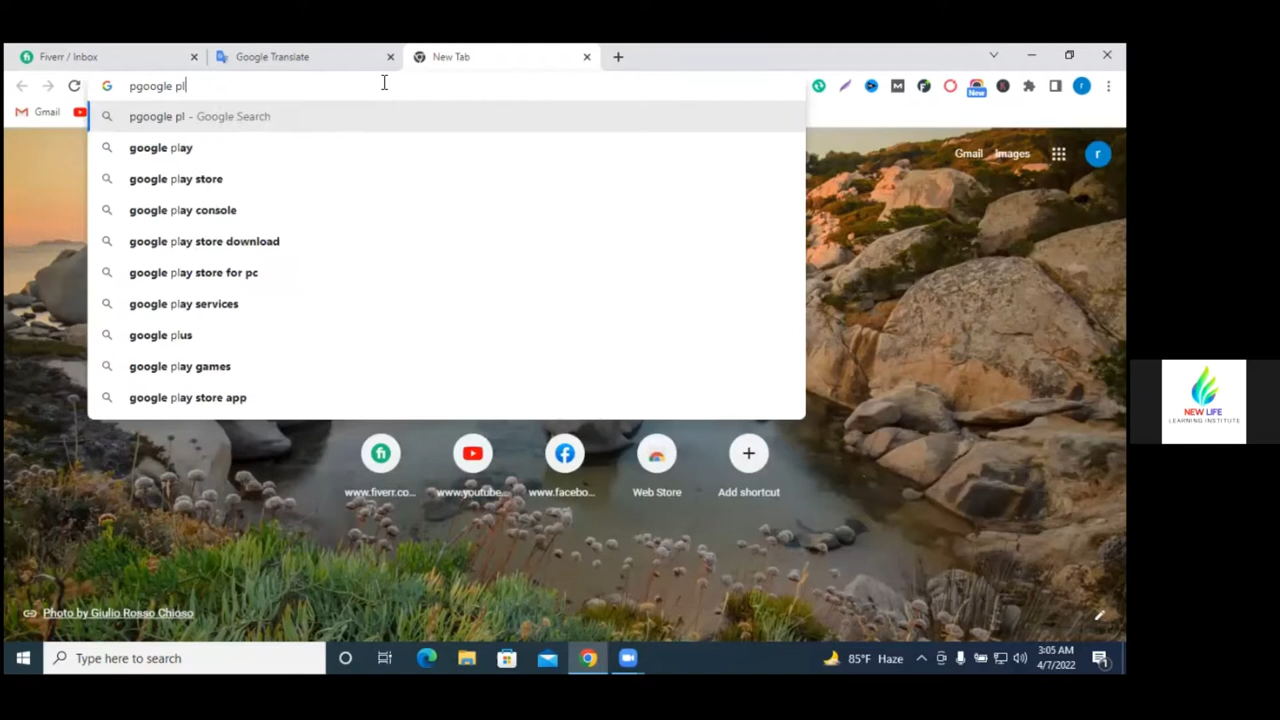 Fiverr / Inbox
Google Translate
New Tab
pgoogle pl
New
r
Gmail
pgoogle pl - Google Search
google play
google play store
google play console
google play store download
google play store for pc
google play services
google plus
google play games
google play store app
Gmail
Images
r
www.fiverr.co...
www.youtube...
www.facebo...
Web Store
Add shortcut
NEW LIFE
LEARNING INSTITUTE
Photo by Giulio Rosso Chioso
Type here to search
85°F Haze
3:05 AM
4/7/2022
1